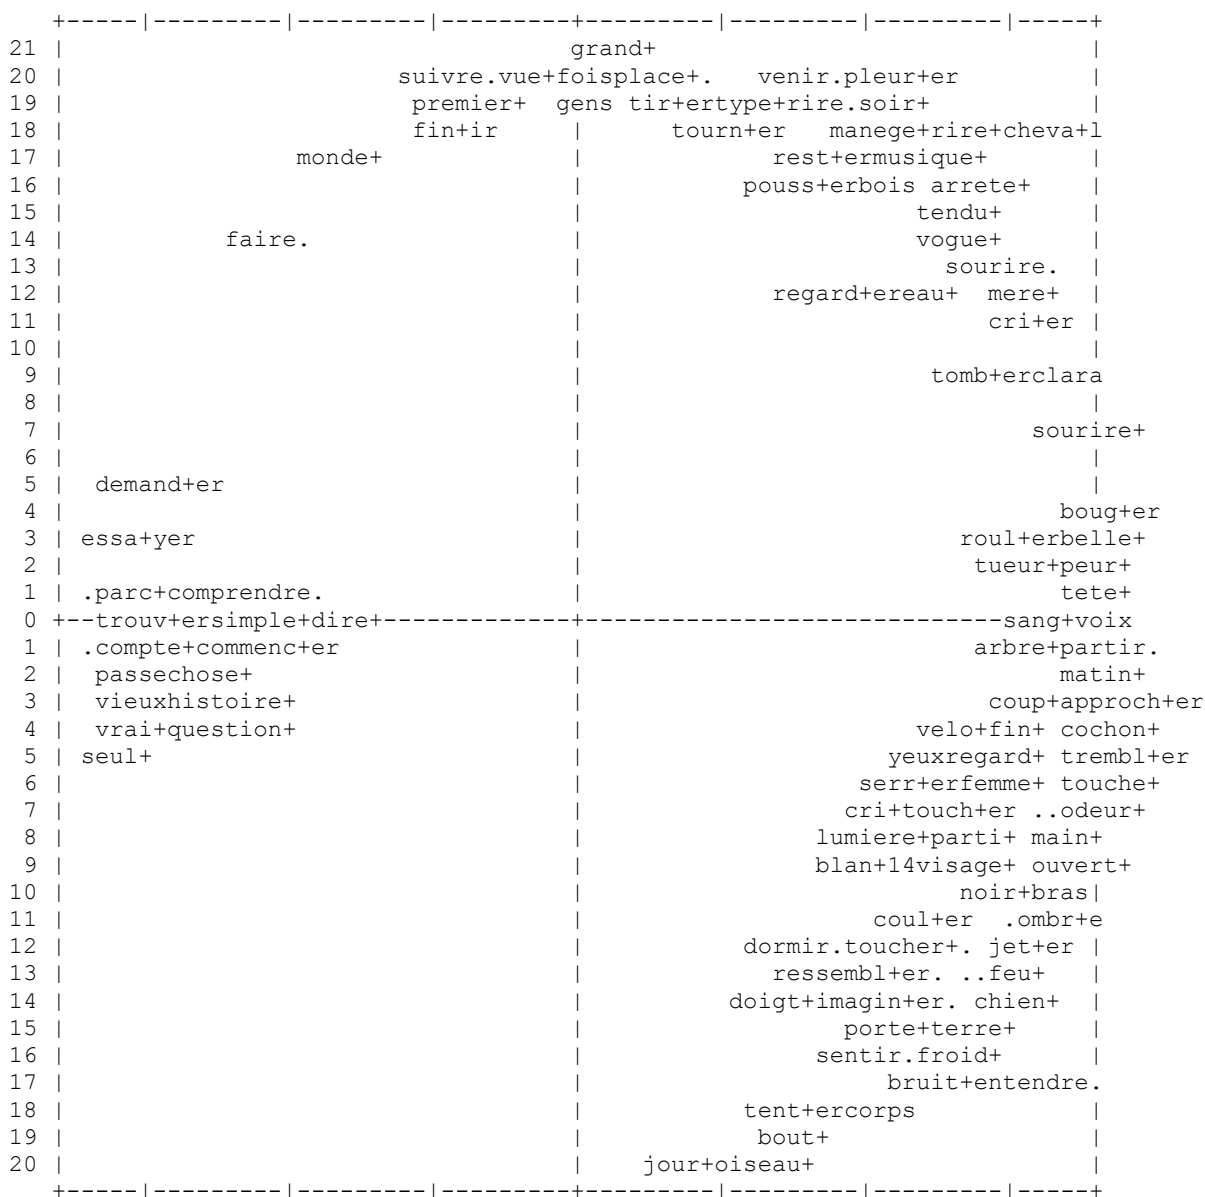 +-----|---------|---------|---------+---------|---------|---------|-----+
21 | grand+ |
20 | suivre.vue+foisplace+. venir.pleur+er |
19 | premier+ gens tir+ertype+rire.soir+ |
18 | fin+ir | tourn+er manege+rire+cheva+l
17 | monde+ | rest+ermusique+ |
16 | | pouss+erbois arrete+ |
15 | | tendu+ |
14 | faire. | vogue+ |
13 | | sourire. |
12 | | regard+ereau+ mere+ |
11 | | cri+er |
10 | | |
9 | | tomb+erclara
8 | | |
7 | | sourire+
6 | | |
5 | demand+er | |
4 | | boug+er
3 | essa+yer | roul+erbelle+
2 | | tueur+peur+
1 | .parc+comprendre. | tete+
0 +--trouv+ersimple+dire+-------------+-----------------------------sang+voix
1 | .compte+commenc+er | arbre+partir.
2 | passechose+ | matin+
3 | vieuxhistoire+ | coup+approch+er
4 | vrai+question+ | velo+fin+ cochon+
5 | seul+ | yeuxregard+ trembl+er
6 | | serr+erfemme+ touche+
7 | | cri+touch+er ..odeur+
8 | | lumiere+parti+ main+
9 | | blan+14visage+ ouvert+
10 | | noir+bras|
11 | | coul+er .ombr+e
12 | | dormir.toucher+. jet+er |
13 | | ressembl+er. ..feu+ |
14 | | doigt+imagin+er. chien+ |
15 | | porte+terre+ |
16 | | sentir.froid+ |
17 | | bruit+entendre.
18 | | tent+ercorps |
19 | | bout+ |
20 | | jour+oiseau+ |
+-----|---------|---------|---------+---------|---------|---------|-----+